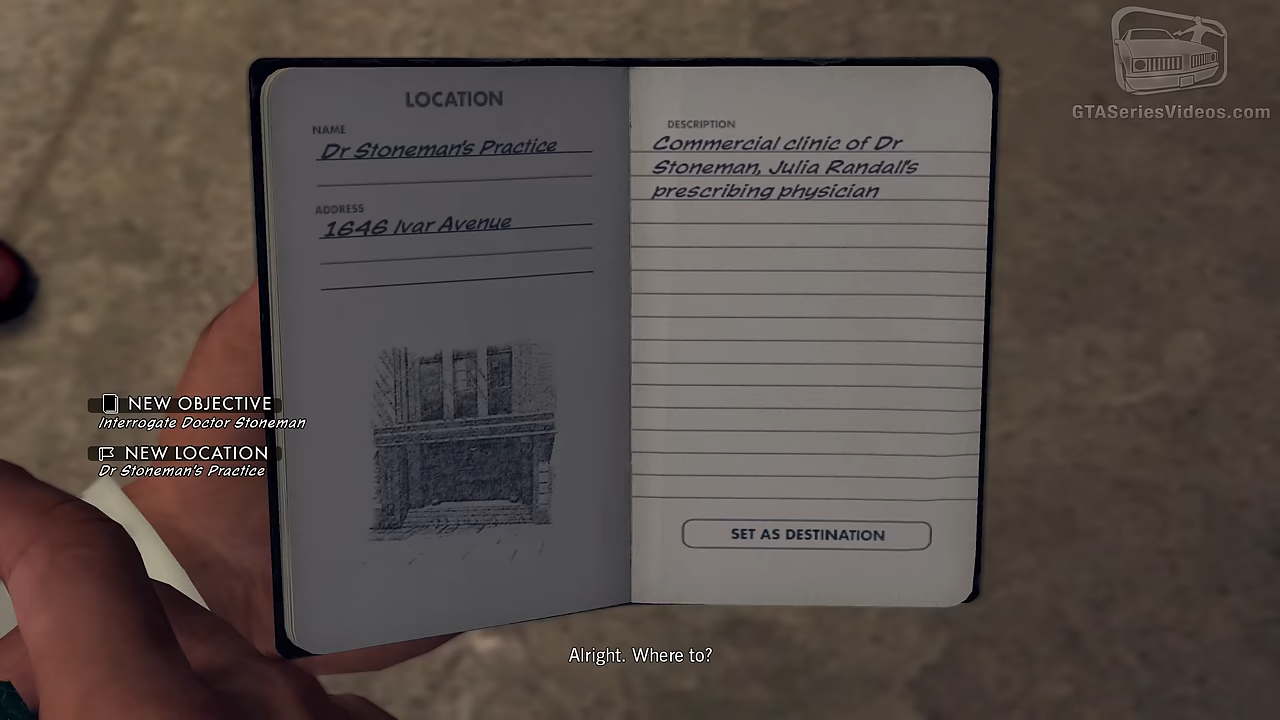 GTASeriesVideos.com
LOCATION
NAME
Dr Stoneman's Practice
ADDRESS
1646 Ivar Avenue
DESCRIPTION
Commercial clinic of Dr
Stoneman, Julia Randall's
prescribing physician
SET AS DESTINATION
NEW OBJECTIVE
Interrogate Doctor Stoneman
NEW LOCATION
Dr Stoneman's Practice
Alright. Where to?